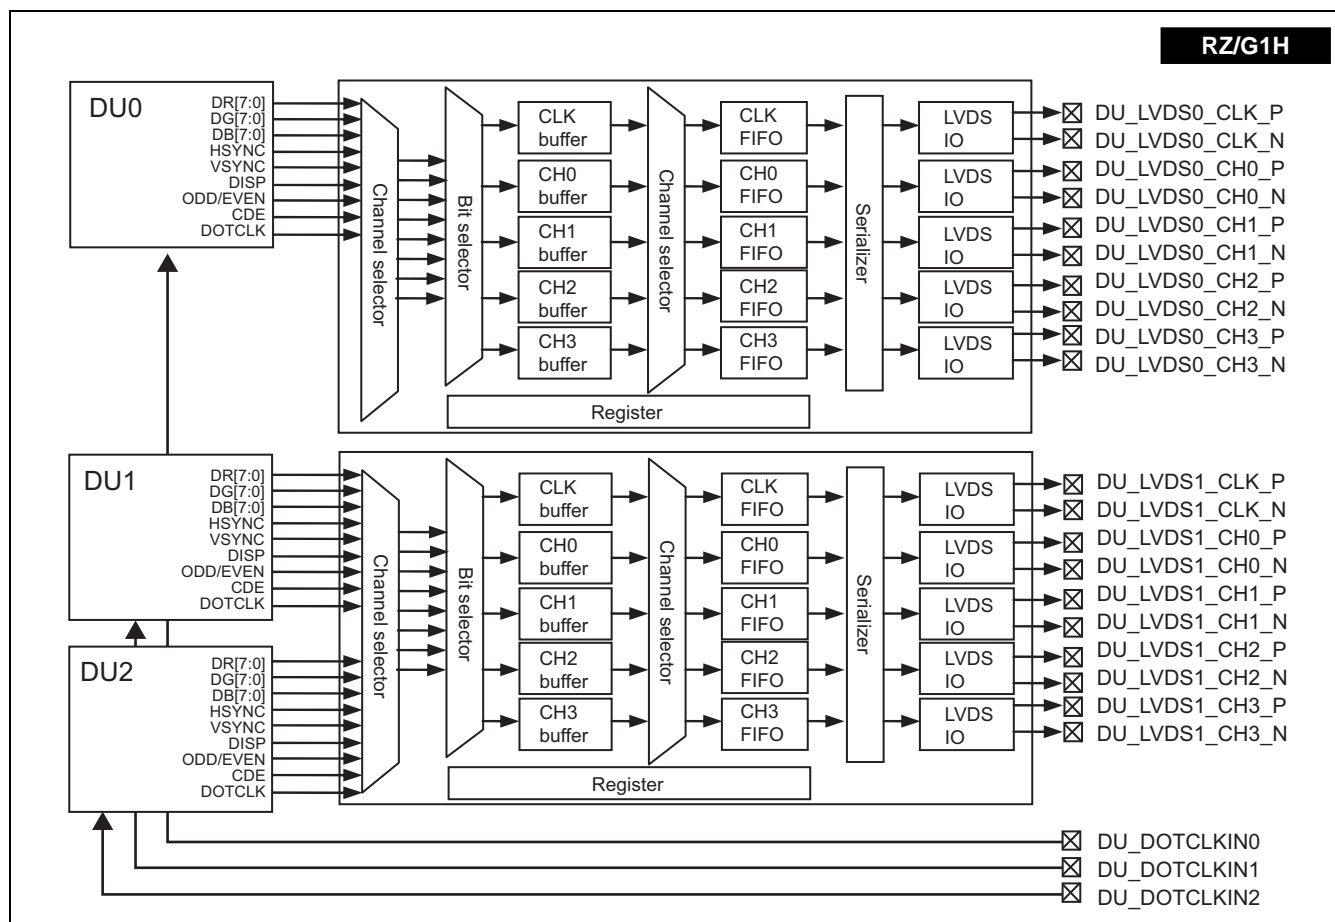 RZ/G1H
DU0
DR[7:0]
DG[7:0]
DB[7:0]
HSYNC
VSYNC
DISP
ODD/EVEN
CDE
DOTCLK
Channel selector
Bit selector
CLK
buffer
CH0
buffer
CH1
buffer
CH2
buffer
CH3
buffer
Channel selector
CLK
FIFO
CH0
FIFO
CH1
FIFO
CH2
FIFO
CH3
FIFO
Serializer
LVDS
IO
LVDS
IO
LVDS
IO
LVDS
IO
LVDS
IO
Register
DU_LVDS0_CLK_P
DU_LVDS0_CLK_N
DU_LVDS0_CH0_P
DU_LVDS0_CH0_N
DU_LVDS0_CH1_P
DU_LVDS0_CH1_N
DU_LVDS0_CH2_P
DU_LVDS0_CH2_N
DU_LVDS0_CH3_P
DU_LVDS0_CH3_N
DU1
DR[7:0]
DG[7:0]
DB[7:0]
HSYNC
VSYNC
DISP
ODD/EVEN
CDE
DOTCLK
DU2
DR[7:0]
DG[7:0]
DB[7:0]
HSYNC
VSYNC
DISP
ODD/EVEN
CDE
DOTCLK
Channel selector
Bit selector
CLK
buffer
CH0
buffer
CH1
buffer
CH2
buffer
CH3
buffer
Channel selector
CLK
FIFO
CH0
FIFO
CH1
FIFO
CH2
FIFO
CH3
FIFO
Serializer
LVDS
IO
LVDS
IO
LVDS
IO
LVDS
IO
LVDS
IO
Register
DU_LVDS1_CLK_P
DU_LVDS1_CLK_N
DU_LVDS1_CH0_P
DU_LVDS1_CH0_N
DU_LVDS1_CH1_P
DU_LVDS1_CH1_N
DU_LVDS1_CH2_P
DU_LVDS1_CH2_N
DU_LVDS1_CH3_P
DU_LVDS1_CH3_N
DU_DOTCLKIN0
DU_DOTCLKIN1
DU_DOTCLKIN2